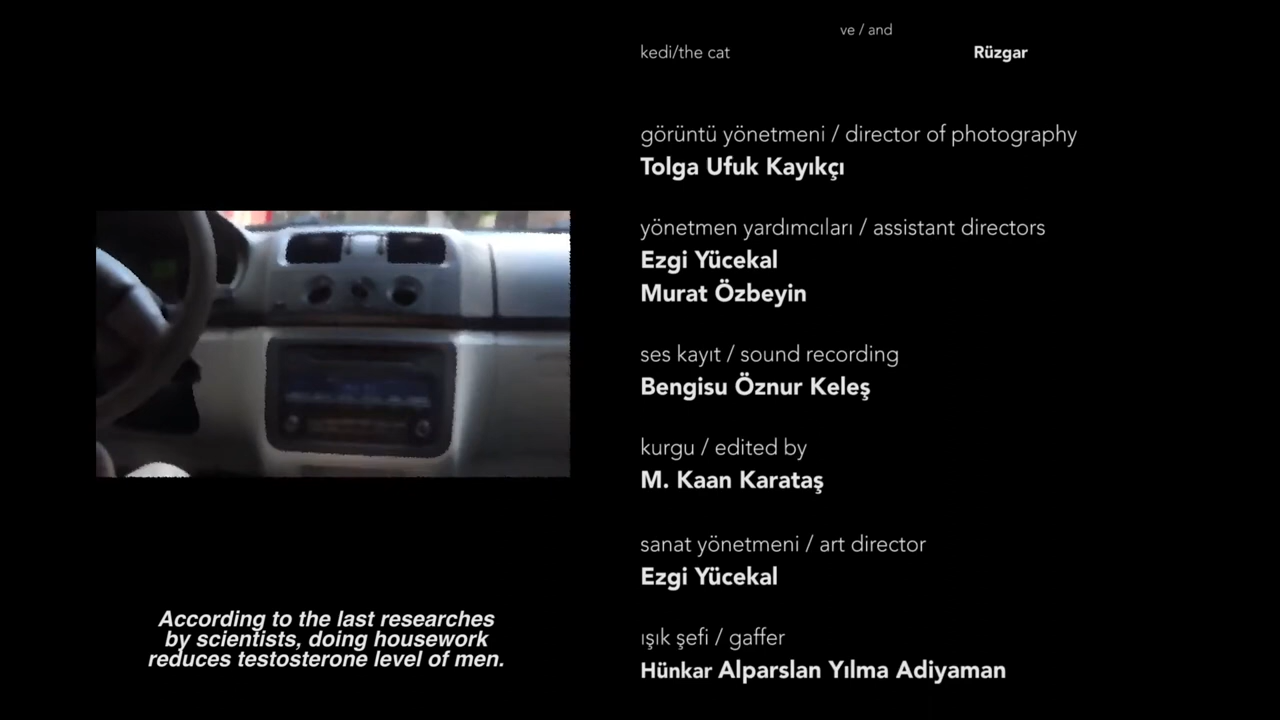 ve / and
kedi/the cat Rüzgar
görüntü yönetmeni / director of photography
Tolga Ufuk Kayıkçı
yönetmen yardımcıları / assistant directors
Ezgi Yücekal
Murat Özbeyin
ses kayıt / sound recording
Bengisu Öznur Keleş
kurgu / edited by
M. Kaan Karataş
sanat yönetmeni / art director
Ezgi Yücekal
ışık şefi / gaffer
Hünkar Alparslan Yılma Adiyaman
According to the last researches
by scientists, doing housework
reduces testosterone level of men.